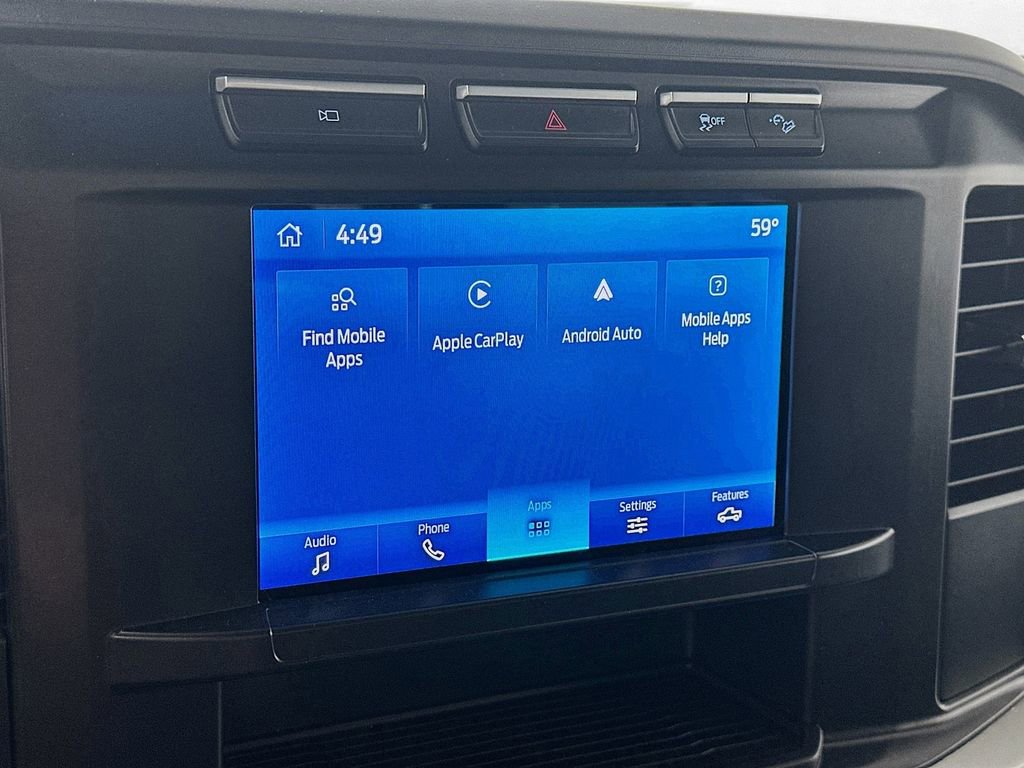 OFF
4:49
59°
Find Mobile
Apps
Apple CarPlay
Android Auto
Mobile Apps
Help
Audio
Phone
Apps
Settings
Features